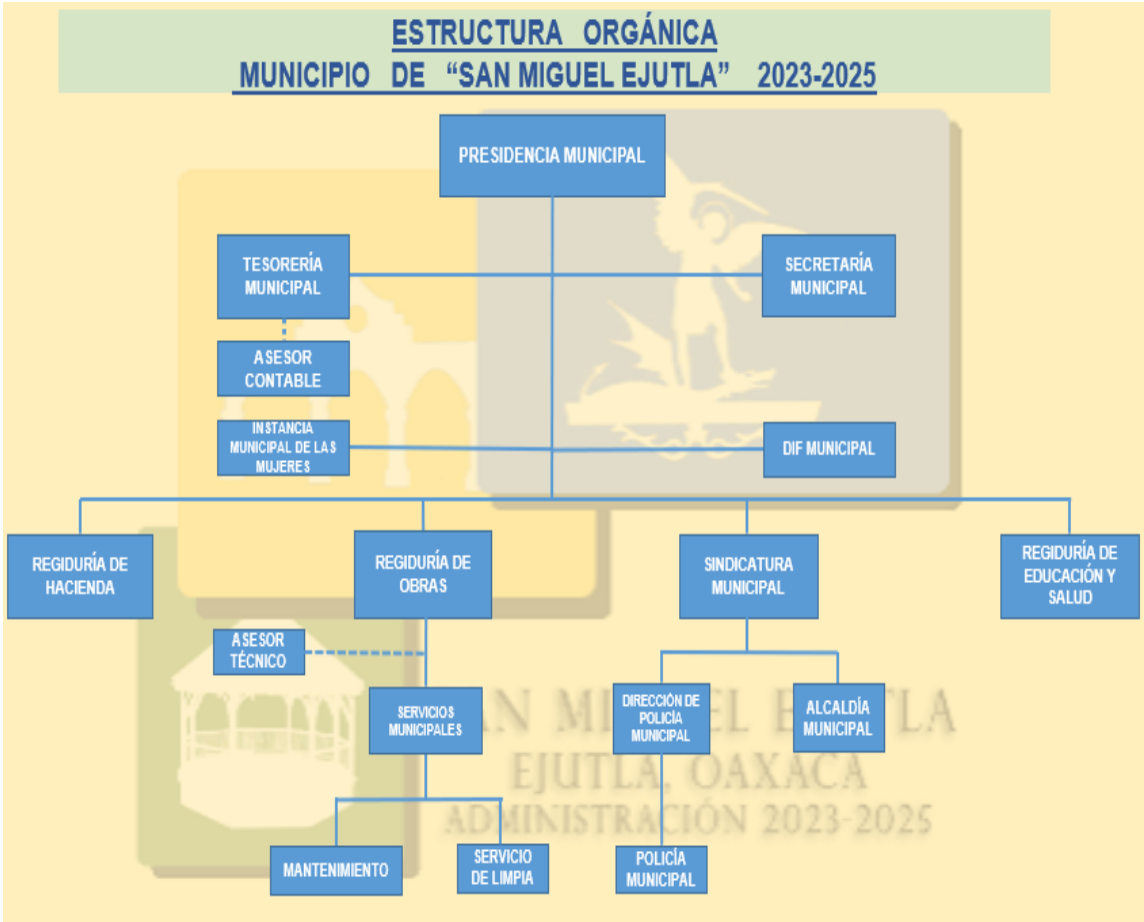 ESTRUCTURA ORGÁNICA
MUNICIPIO DE “SAN MIGUEL EJUTLA” 2023-2025
PRESIDENCIA MUNICIPAL
TESORERÍA
MUNICIPAL
SECRETARÍA
MUNICIPAL
ASESOR
CONTABLE
INSTANCIA
MUNICIPAL DE LAS
MUJERES
DIF MUNICIPAL
REGIDURÍA DE
HACIENDA
REGIDURÍA DE
OBRAS
SINDICATURA
MUNICIPAL
REGIDURÍA DE
EDUCACIÓN Y
SALUD
ASESOR
TÉCNICO
SERVICIOS
MUNICIPALES
DIRECCIÓN DE
POLICÍA
MUNICIPAL
ALCALDÍA
MUNICIPAL
MANTENIMIENTO
SERVICIO
DE LIMPIA
POLICÍA
MUNICIPAL
EJUTLA, OAXACA
ADMINISTRACIÓN 2023-2025